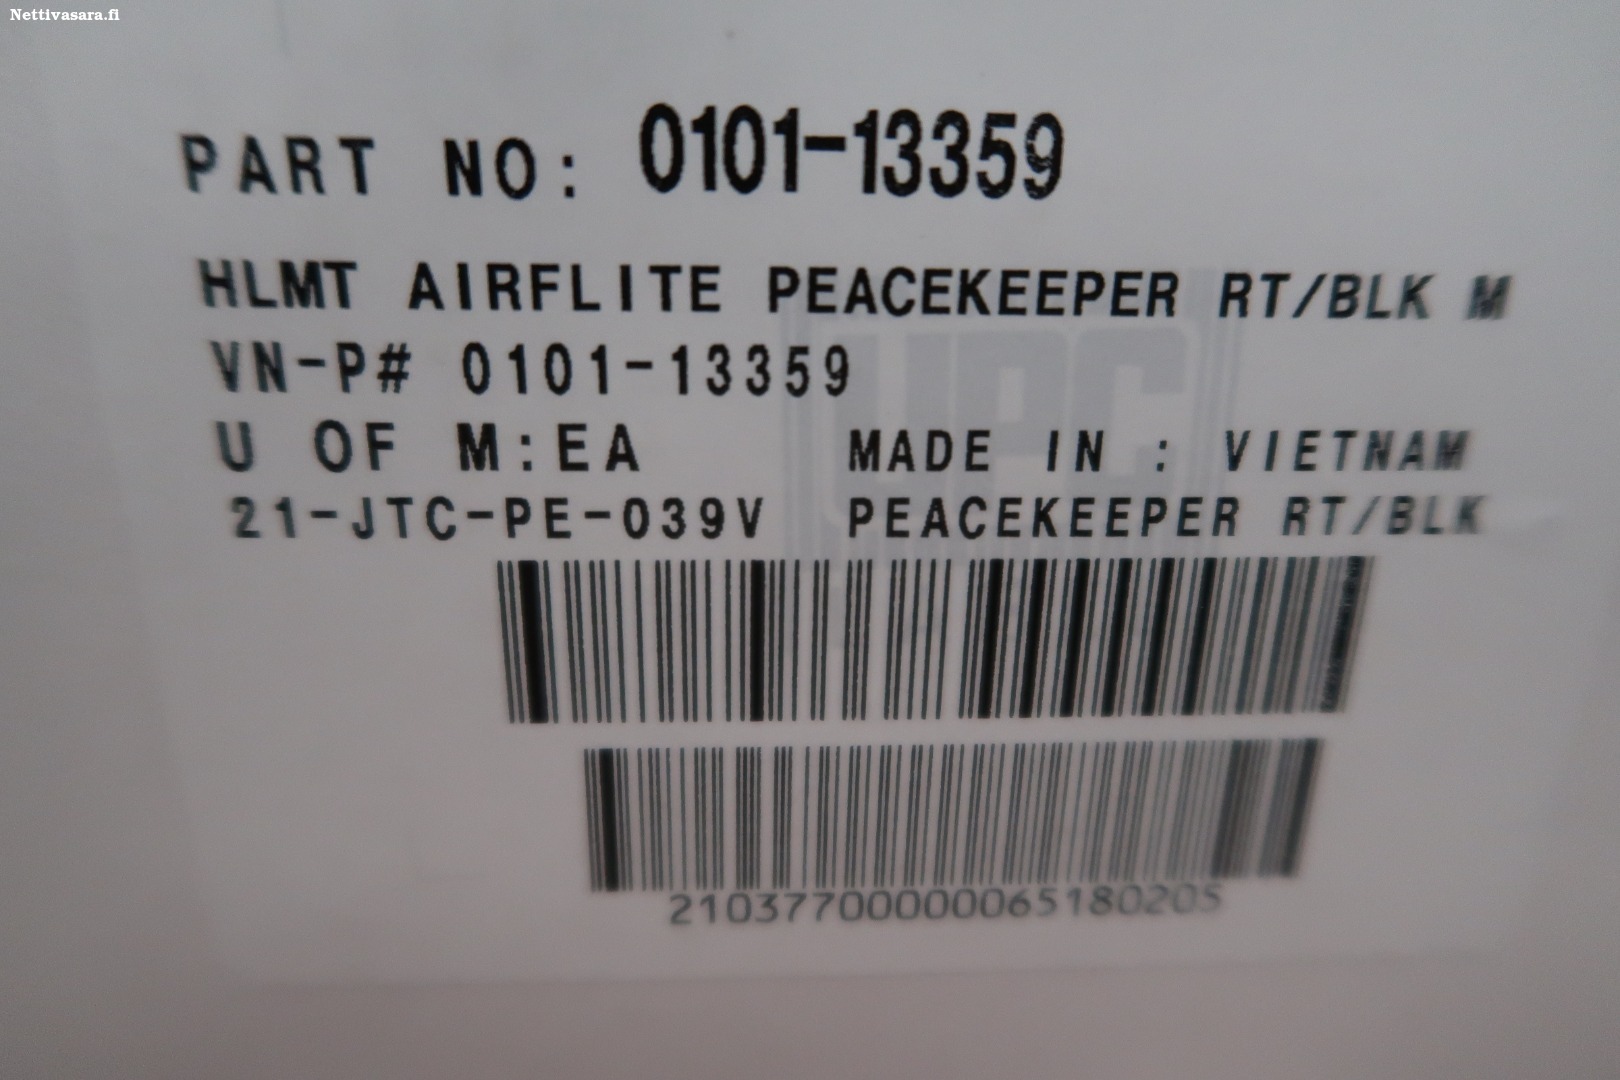 Nettivasara.fi
PART NO: 0101-13359
HLMT AIRFLITE PEACEKEEPER RT/BLK M
VN-P# 0101-13359
UPC
U OF M:EA MADE IN : VIETNAM
21-JTC-PE-039V PEACEKEEPER RT/BLK
21037700000065180205